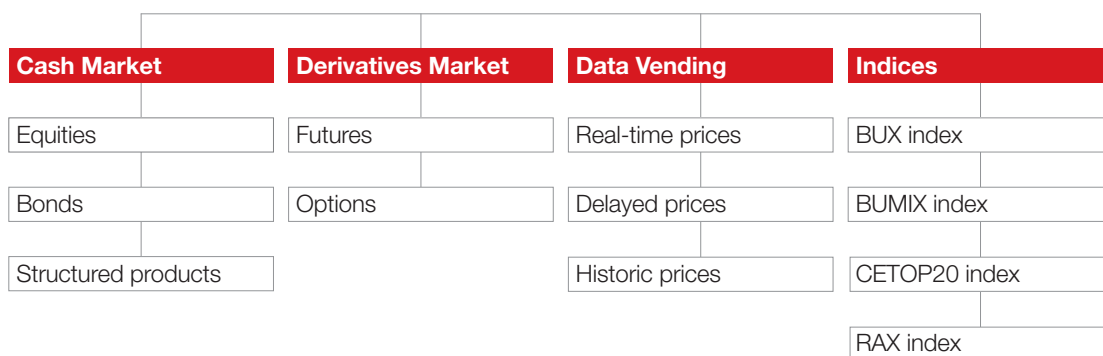 Cash Market
Equities
Bonds
Structured products
Derivatives Market
Futures
Options
Data Vending
Real-time prices
Delayed prices
Historic prices
Indices
BUX index
BUMIX index
CETOP20 index
RAX index